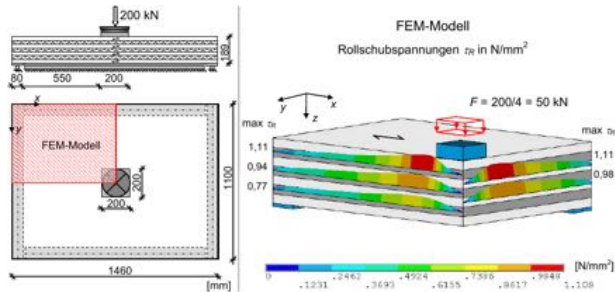 200 kN
189
80
550
200
x
y
FEM-Modell
200
200
1100
1460
[mm]
FEM-Modell
Rollschubspannungen τR in N/mm²
y
x
z
F = 200/4 = 50 kN
max τR
max τR
1,11
0,94
0,77
1,11
0,98
[N/mm²]
0
.2462
.4924
.7386
.9848
.1231
.3693
.6155
.8617
1.108